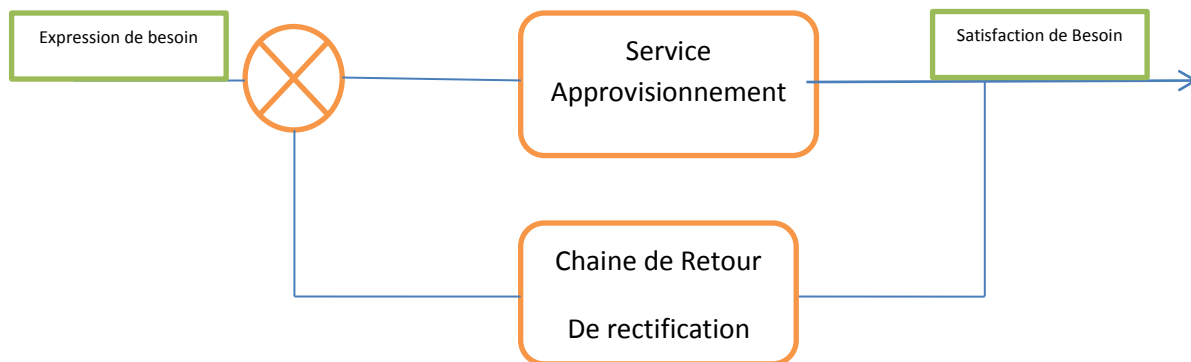 Expression de besoin
Service
Approvisionnement
Satisfaction de Besoin
Chaine de Retour
De rectification